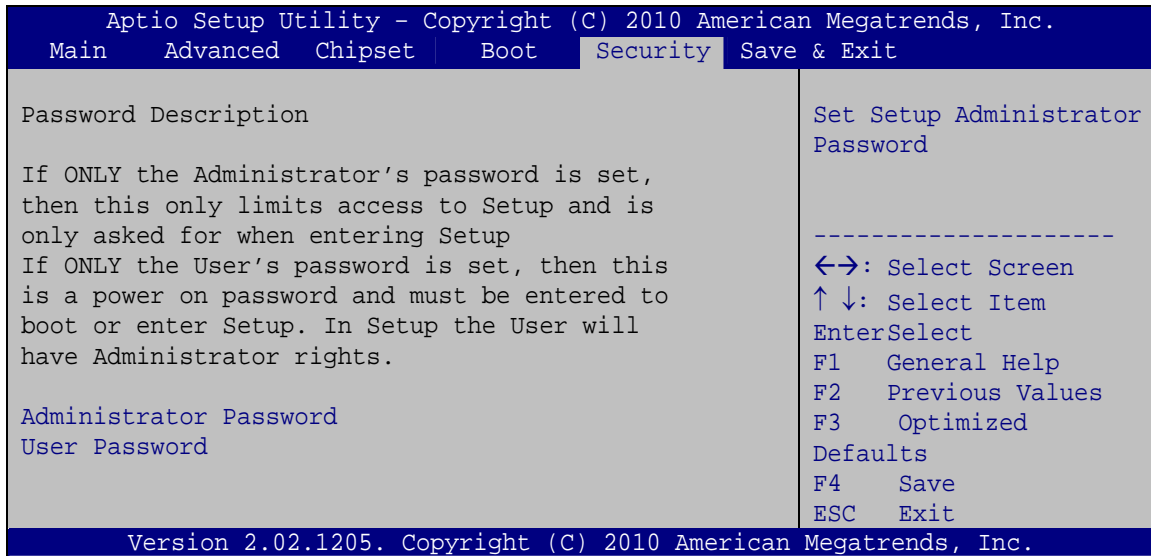 Aptio Setup Utility – Copyright (C) 2010 American Megatrends, Inc.
Main Advanced Chipset Boot Security Save & Exit
Password Description
If ONLY the Administrator’s password is set,
then this only limits access to Setup and is
only asked for when entering Setup
If ONLY the User’s password is set, then this
is a power on password and must be entered to
boot or enter Setup. In Setup the User will
have Administrator rights.
Administrator Password
User Password
Set Setup Administrator
Password
---------------------
←→: Select Screen
↑ ↓: Select Item
EnterSelect
F1 General Help
F2 Previous Values
F3 Optimized
Defaults
F4 Save
ESC Exit
Version 2.02.1205. Copyright (C) 2010 American Megatrends, Inc.